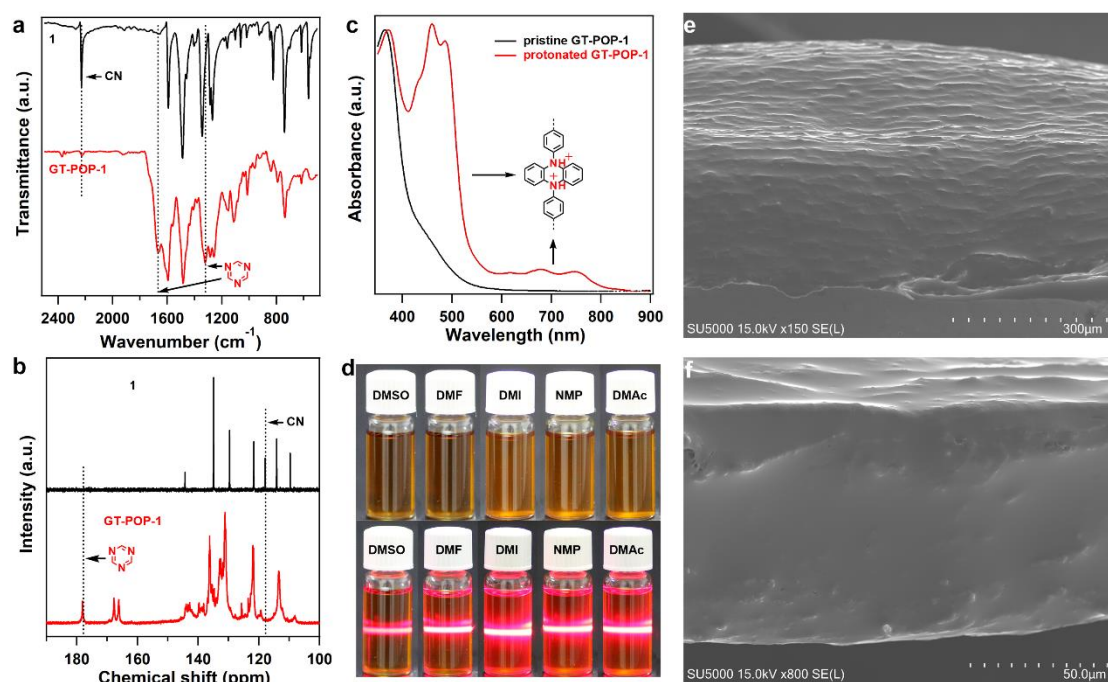 a
1
CN
GT-POP-1
N N
N
Transmittance (a.u.)
2400 2000 1600 1200 800
Wavenumber (cm⁻¹)
b
1
CN
GT-POP-1
N N
N
Intensity (a.u.)
190 180 160 140 120 100
Chemical shift (ppm)
c
pristine GT-POP-1
protonated GT-POP-1
NH
+
+
NH
Absorbance (a.u.)
400 500 600 700 800 900
Wavelength (nm)
d
DMSO DMF DMI NMP DMAc
DMSO DMF DMI NMP DMAc
e
SU5000 15.0kV x150 SE(L) 300μm
f
SU5000 15.0kV x800 SE(L) 50.0μm